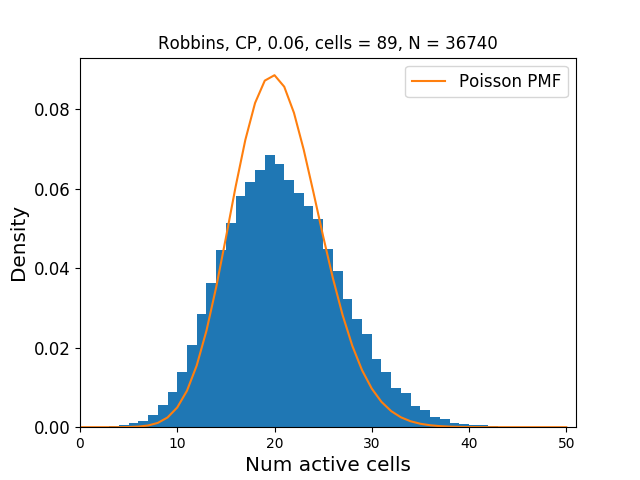 Robbins, CP, 0.06, cells = 89, N = 36740
Poisson PMF
Density
0.08
0.06
0.04
0.02
0.00
0 10 20 30 40 50
Num active cells